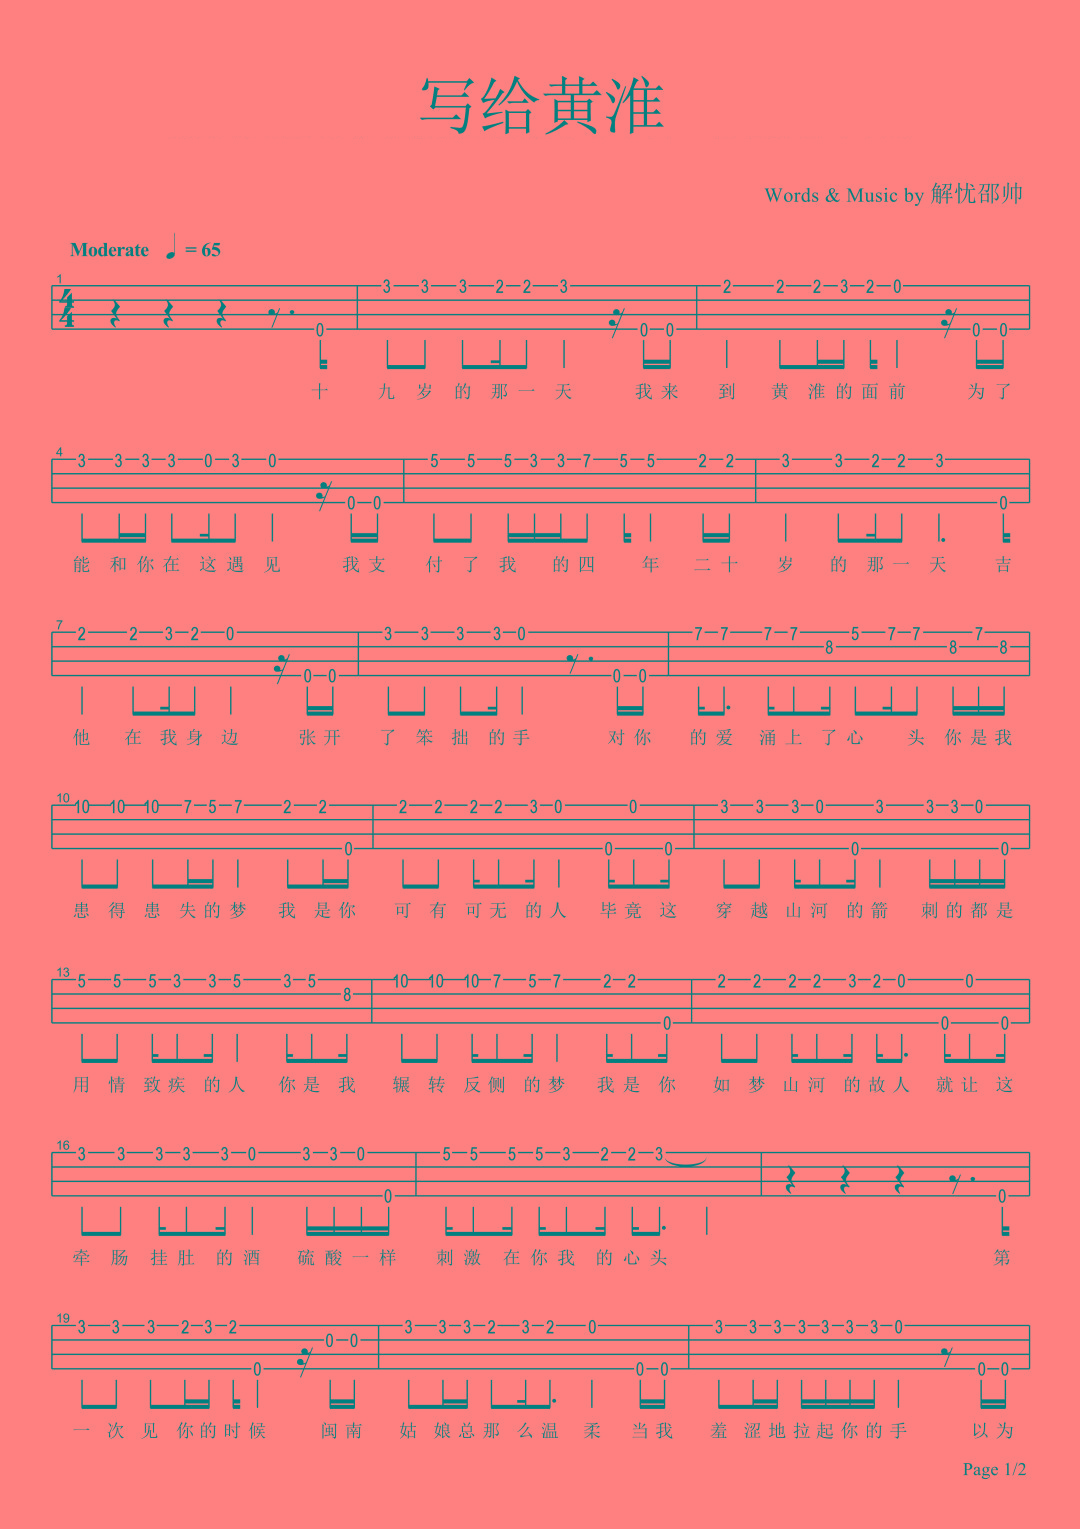 写给黄淮
Words & Music by 解忧邵帅
Moderate ♩ = 65
1
4 4
0 3 3 3 2 2 3 0 0 2 2 2 3 2 0 0 0
十 九 岁 的 那 一 天 我 来 到 黄 淮 的 面 前 为 了
4
3 3 3 3 0 3 0 0 0 5 5 5 3 3 7 5 5 2 2 3 3 2 2 3 0
能 和 你 在 这 遇 见 我 支 付 了 我 的 四 年 二 十 岁 的 那 一 天 吉
7
2 2 3 2 0 0 0 3 3 3 3 0 0 0 7 7 7 7 8 5 7 7 8 7 8
他 在 我 身 边 张 开 了 笨 拙 的 手 对 你 的 爱 涌 上 了 心 头 你 是 我
10
10 10 10 7 5 7 2 2 0 2 2 2 2 3 0 0 0 0 3 3 3 0 0 3 3 3 0 0
患 得 患 失 的 梦 我 是 你 可 有 可 无 的 人 毕 竟 这 穿 越 山 河 的 箭 刺 的 都 是
13
5 5 5 3 3 5 3 5 8 10 10 10 7 5 7 2 2 0 2 2 2 2 3 2 0 0 0 0
用 情 致 疾 的 人 你 是 我 辗 转 反 侧 的 梦 我 是 你 如 梦 山 河 的 故 人 就 让 这
16
3 3 3 3 3 0 3 3 0 0 5 5 5 5 3 2 2 3 0
牵 肠 挂 肚 的 酒 硫 酸 一 样 刺 激 在 你 我 的 心 头 第
19
3 3 3 2 3 2 0 0 0 3 3 3 2 3 2 0 0 0 3 3 3 3 3 3 3 0 0 0
一 次 见 你 的 时 候 闽 南 姑 娘 总 那 么 温 柔 当 我 羞 涩 地 拉 起 你 的 手 以 为
Page 1/2